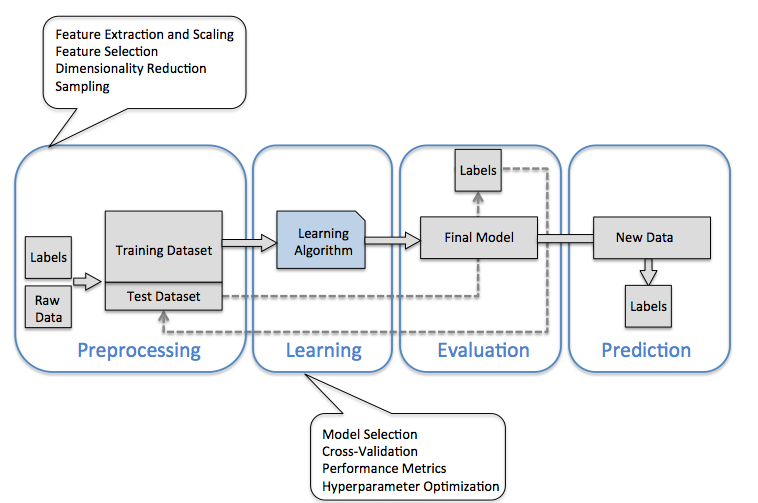 Feature Extraction and Scaling
Feature Selection
Dimensionality Reduction
Sampling
Labels
Raw
Data
Training Dataset
Test Dataset
Learning
Algorithm
Labels
Final Model
New Data
Labels
Preprocessing
Learning
Evaluation
Prediction
Model Selection
Cross-Validation
Performance Metrics
Hyperparameter Optimization